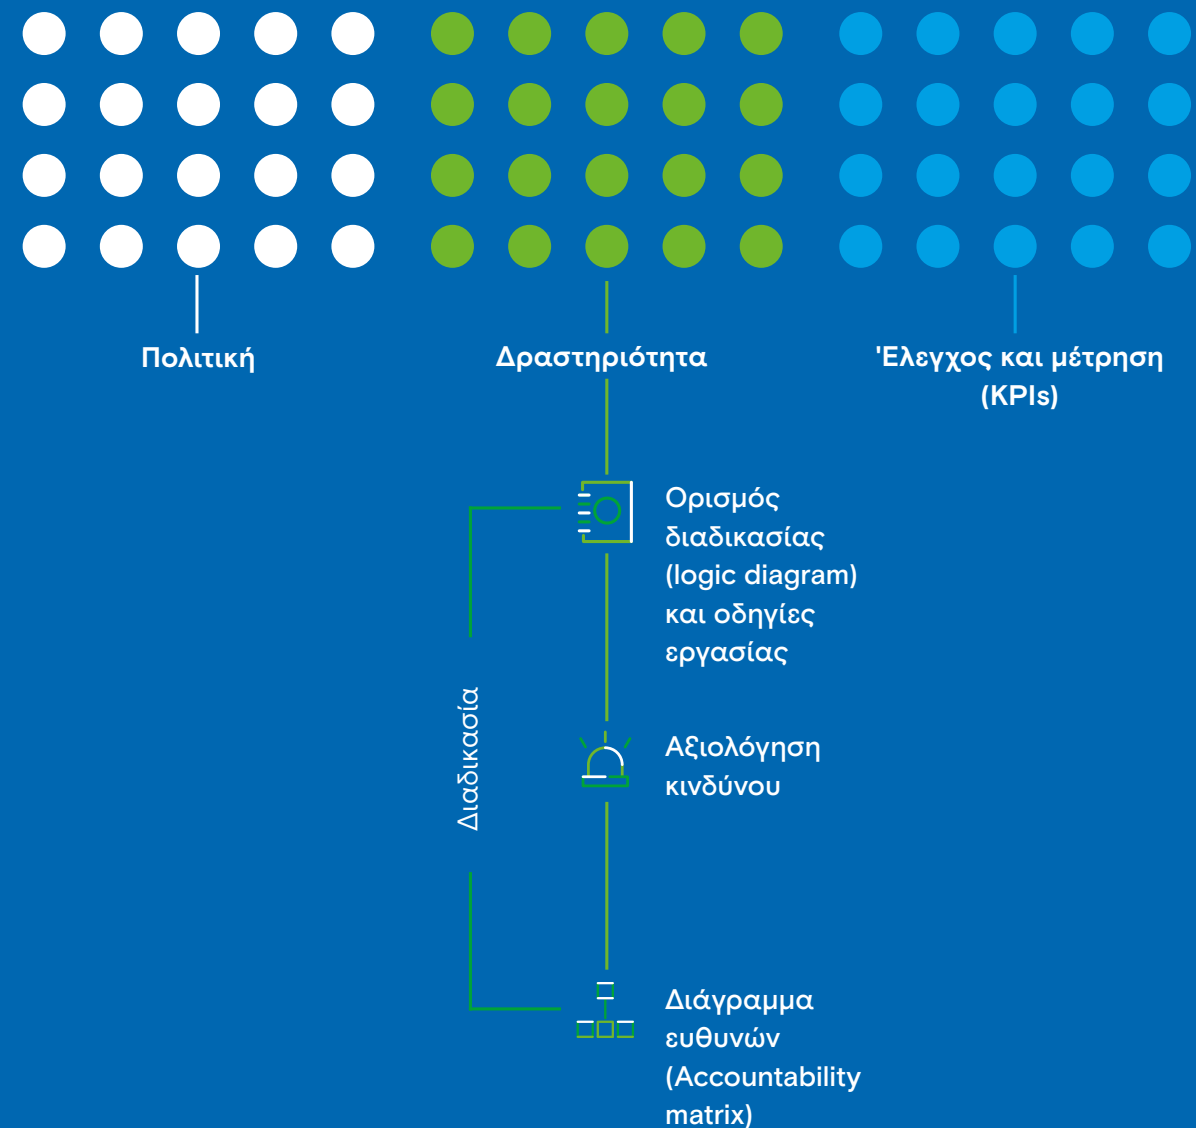 Πολιτική
Δραστηριότητα
'Ελεγχος και μέτρηση
(KPIs)
Ορισμός
διαδικασίας
(logic diagram)
και οδηγίες
εργασίας
Διαδικασία
Αξιολόγηση
κινδύνου
Διάγραμμα
ευθυνών
(Accountability
matrix)